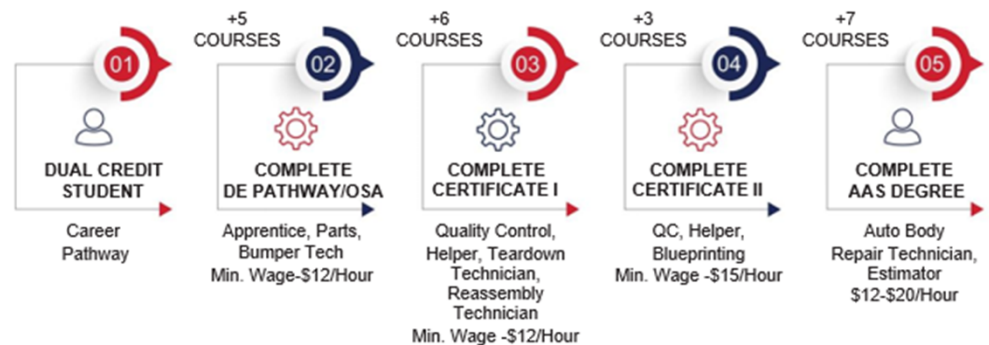 01
DUAL CREDIT
STUDENT
Career
Pathway
+5
COURSES
02
COMPLETE
DE PATHWAY/OSA
Apprentice, Parts,
Bumper Tech
Min. Wage-$12/Hour
+6
COURSES
03
COMPLETE
CERTIFICATE I
Quality Control,
Helper, Teardown
Technician,
Reassembly
Technician
Min. Wage -$12/Hour
+3
COURSES
04
COMPLETE
CERTIFICATE II
QC, Helper,
Blueprinting
Min. Wage -$15/Hour
+7
COURSES
05
COMPLETE
AAS DEGREE
Auto Body
Repair Technician,
Estimator
$12-$20/Hour